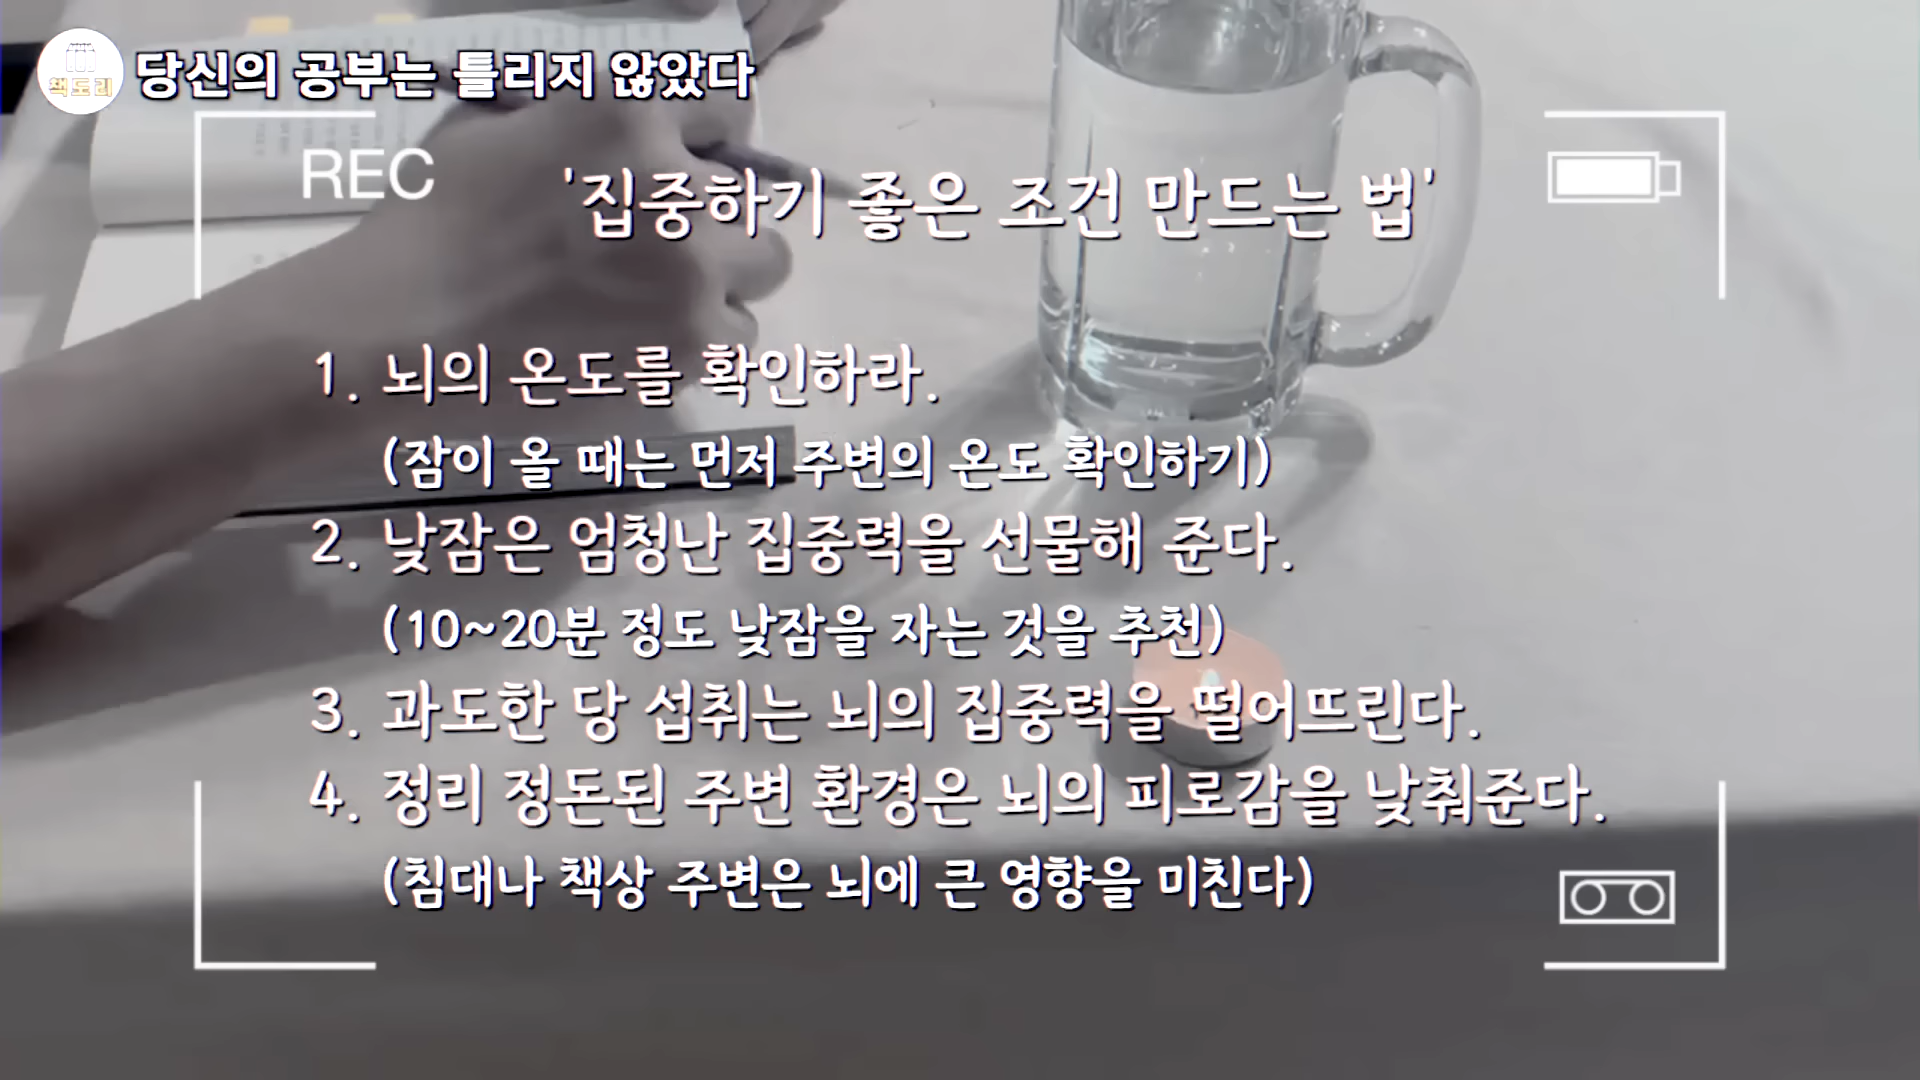 책도리
당신의 공부는 틀리지 않았다
REC
'집중하기 좋은 조건 만드는 법'
1. 뇌의 온도를 확인하라.
(잠이 올 때는 먼저 주변의 온도 확인하기)
2. 낮잠은 엄청난 집중력을 선물해 준다.
(10~20분 정도 낮잠을 자는 것을 추천)
3. 과도한 당 섭취는 뇌의 집중력을 떨어뜨린다.
4. 정리 정돈된 주변 환경은 뇌의 피로감을 낮춰준다.
(침대나 책상 주변은 뇌에 큰 영향을 미친다)